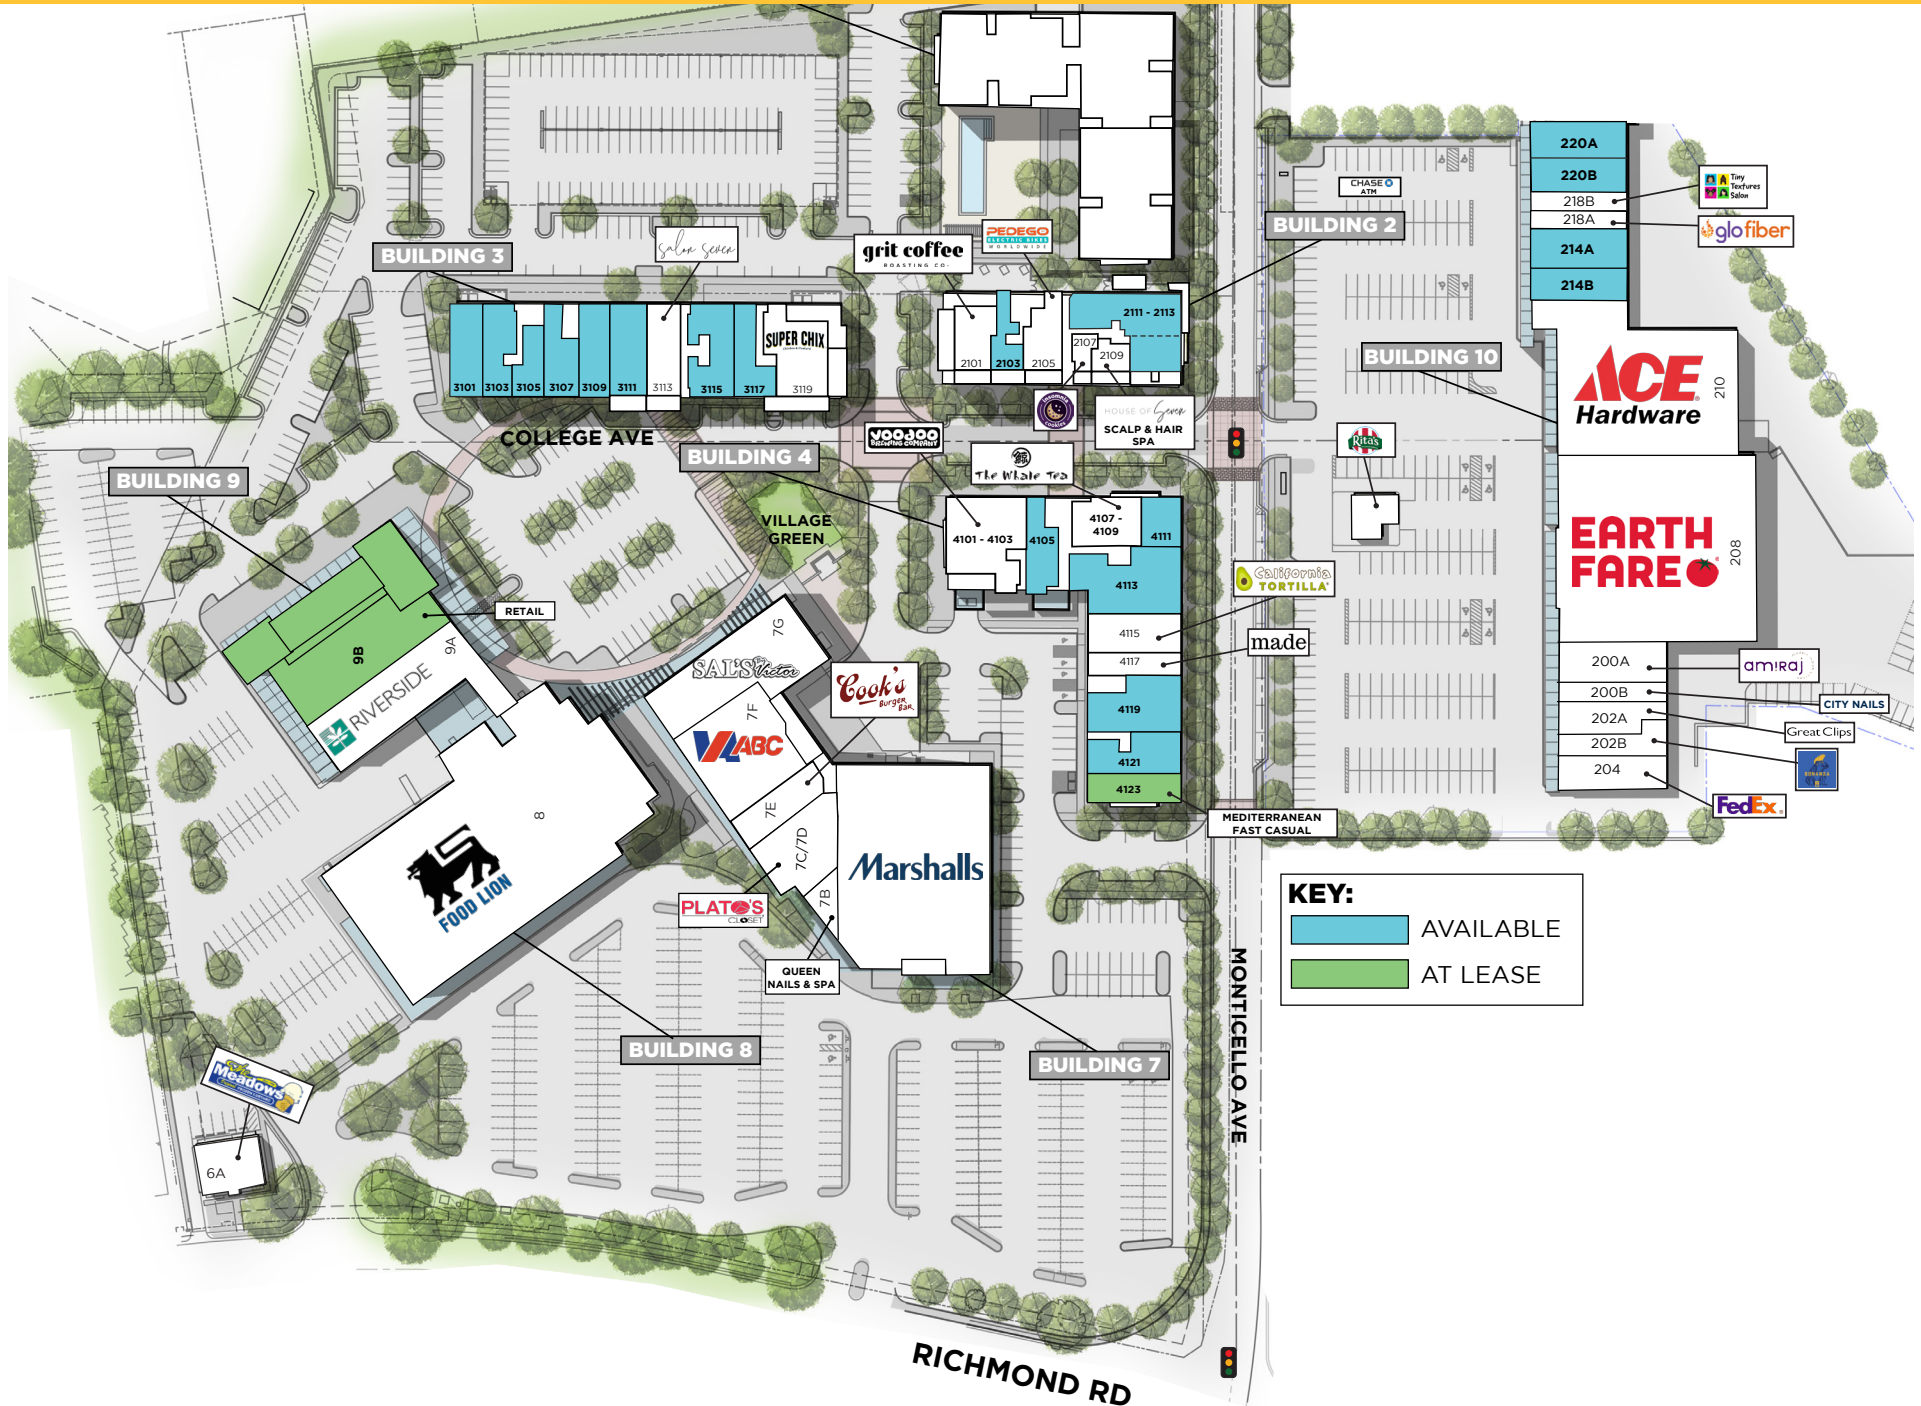 BUILDING 3
salon seven
grit coffee
ROASTING CO.
PEDEGO
ELECTRIC BIKES
WORLDWIDE
BUILDING 2
CHASE
ATM
220A
220B
218B
218A
214A
214B
Tiny
Textures
Salon
glofiber
3101
3103
3105
3107
3109
3111
3113
3115
3117
3119
SUPER CHIX
2101
2103
2105
2107
2109
2111 - 2113
BUILDING 10
ACE
Hardware
210
insomnia
cookies
HOUSE OF Seven
SCALP & HAIR
SPA
COLLEGE AVE
VOODOO
BREWING COMPANY
The Whale Tea
Rita's
BUILDING 4
BUILDING 9
VILLAGE
GREEN
4101 - 4103
4105
4107 -
4109
4111
4113
4115
4117
4119
4121
4123
California
TORTILLA
made
EARTH
FARE
208
RETAIL
9B
9A
RIVERSIDE
7G
SAL'S by Victor
Cook's
Burger
Bar
7F
ABC
7E
7C/7D
7B
Marshalls
8
FOOD LION
PLATO'S
CLOSET
QUEEN
NAILS & SPA
MEDITERRANEAN
FAST CASUAL
200A
200B
202A
202B
204
am!raj
CITY NAILS
Great Clips
BONANZA
FedEx.
KEY:
AVAILABLE
AT LEASE
BUILDING 8
BUILDING 7
MONTICELLO AVE
The
Meadows
6A
RICHMOND RD